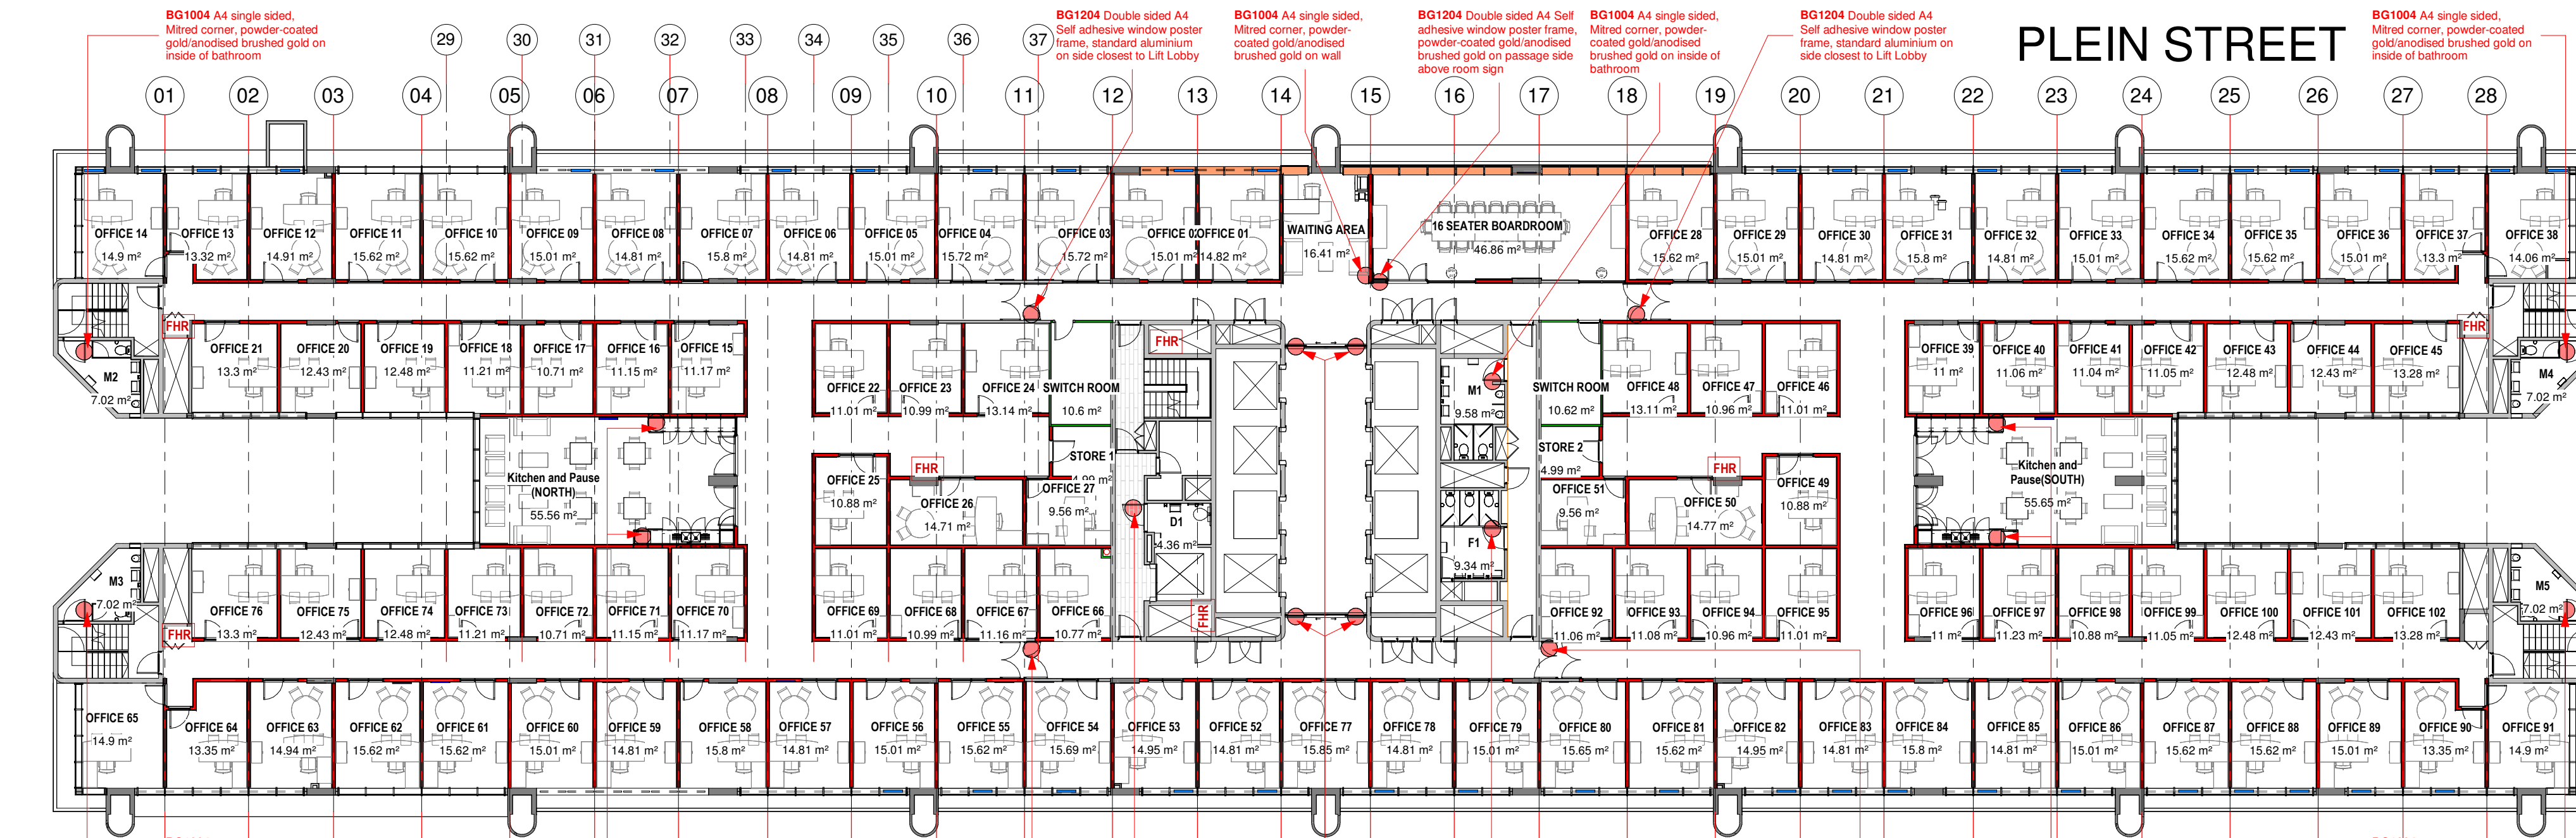 BG1004 A4 single sided,
Mitred corner, powder-coated
gold/anodised brushed gold on
inside of bathroom
BG1204 Double sided A4
Self adhesive window poster
frame, standard aluminium
on side closest to Lift Lobby
BG1004 A4 single sided,
Mitred corner, powder-
coated gold/anodised
brushed gold on wall
BG1204 Double sided A4 Self
adhesive window poster frame,
powder-coated gold/anodised
brushed gold on passage side
above room sign
BG1004 A4 single sided,
Mitred corner, powder-
coated gold/anodised
brushed gold on inside of
bathroom
BG1204 Double sided A4
Self adhesive window poster
frame, standard aluminium on
side closest to Lift Lobby
PLEIN STREET
BG1004 A4 single sided,
Mitred corner, powder-coated
gold/anodised brushed gold on
inside of bathroom
29 30 31 32 33 34 35 36 37
01 02 03 04 05 06 07 08 09 10 11 12 13 14 15 16 17 18 19 20 21 22 23 24 25 26 27 28
OFFICE 14
14.9 m²
OFFICE 13
13.32 m²
OFFICE 12
14.91 m²
OFFICE 11
15.62 m²
OFFICE 10
15.62 m²
OFFICE 09
15.01 m²
OFFICE 08
14.81 m²
OFFICE 07
15.8 m²
OFFICE 06
14.81 m²
OFFICE 05
15.01 m²
OFFICE 04
15.72 m²
OFFICE 03
15.72 m²
OFFICE
15.01 m²
OFFICE 01
14.82 m²
WAITING AREA
16.41 m²
16 SEATER BOARDROOM
46.86 m²
OFFICE 28
15.62 m²
OFFICE 29
15.01 m²
OFFICE 30
14.81 m²
OFFICE 31
15.8 m²
OFFICE 32
14.81 m²
OFFICE 33
15.01 m²
OFFICE 34
15.62 m²
OFFICE 35
15.62 m²
OFFICE 36
15.01 m²
OFFICE 37
13.3 m²
OFFICE 38
14.06 m²
FHR
OFFICE 21
13.3 m²
OFFICE 20
12.43 m²
OFFICE 19
12.48 m²
OFFICE 18
11.21 m²
OFFICE 17
10.71 m²
OFFICE 16
11.15 m²
OFFICE 15
11.17 m²
OFFICE 22
11.01 m²
OFFICE 23
10.99 m²
OFFICE 24
13.14 m²
SWITCH ROOM
10.6 m²
FHR
M1
9.58 m²
SWITCH ROOM
10.62 m²
OFFICE 48
13.11 m²
OFFICE 47
10.96 m²
OFFICE 46
11.01 m²
OFFICE 39
11 m²
OFFICE 40
11.06 m²
OFFICE 41
11.04 m²
OFFICE 42
11.05 m²
OFFICE 43
12.48 m²
OFFICE 44
12.43 m²
OFFICE 45
13.28 m²
FHR
M2
7.02 m²
M4
7.02 m²
Kitchen and Pause
(NORTH)
55.56 m²
OFFICE 25
10.88 m²
FHR
OFFICE 26
14.71 m²
STORE 1
4.99 m²
OFFICE 27
9.56 m²
D1
4.36 m²
F1
9.34 m²
STORE 2
4.99 m²
OFFICE 51
9.56 m²
FHR
OFFICE 50
14.77 m²
OFFICE 49
10.88 m²
Kitchen and
Pause(SOUTH)
55.65 m²
M3
7.02 m²
FHR
OFFICE 76
13.3 m²
OFFICE 75
12.43 m²
OFFICE 74
12.48 m²
OFFICE 73
11.21 m²
OFFICE 72
10.71 m²
OFFICE 71
11.15 m²
OFFICE 70
11.17 m²
OFFICE 69
11.01 m²
OFFICE 68
10.99 m²
OFFICE 67
11.16 m²
OFFICE 66
10.77 m²
FHR
OFFICE 92
11.06 m²
OFFICE 93
11.08 m²
OFFICE 94
10.96 m²
OFFICE 95
11.01 m²
OFFICE 96
11 m²
OFFICE 97
11.23 m²
OFFICE 98
10.88 m²
OFFICE 99
11.05 m²
OFFICE 100
12.48 m²
OFFICE 101
12.43 m²
OFFICE 102
13.28 m²
M5
7.02 m²
OFFICE 65
14.9 m²
OFFICE 64
13.35 m²
OFFICE 63
14.94 m²
OFFICE 62
15.62 m²
OFFICE 61
15.62 m²
OFFICE 60
15.01 m²
OFFICE 59
14.81 m²
OFFICE 58
15.8 m²
OFFICE 57
14.81 m²
OFFICE 56
15.01 m²
OFFICE 55
15.62 m²
OFFICE 54
15.69 m²
OFFICE 53
14.95 m²
OFFICE 52
14.81 m²
OFFICE 77
15.85 m²
OFFICE 78
14.81 m²
OFFICE 79
15.01 m²
OFFICE 80
15.65 m²
OFFICE 81
15.62 m²
OFFICE 82
14.95 m²
OFFICE 83
14.81 m²
OFFICE 84
15.8 m²
OFFICE 85
14.81 m²
OFFICE 86
15.01 m²
OFFICE 87
15.62 m²
OFFICE 88
15.62 m²
OFFICE 89
15.01 m²
OFFICE 90
13.35 m²
OFFICE 91
14.9 m²